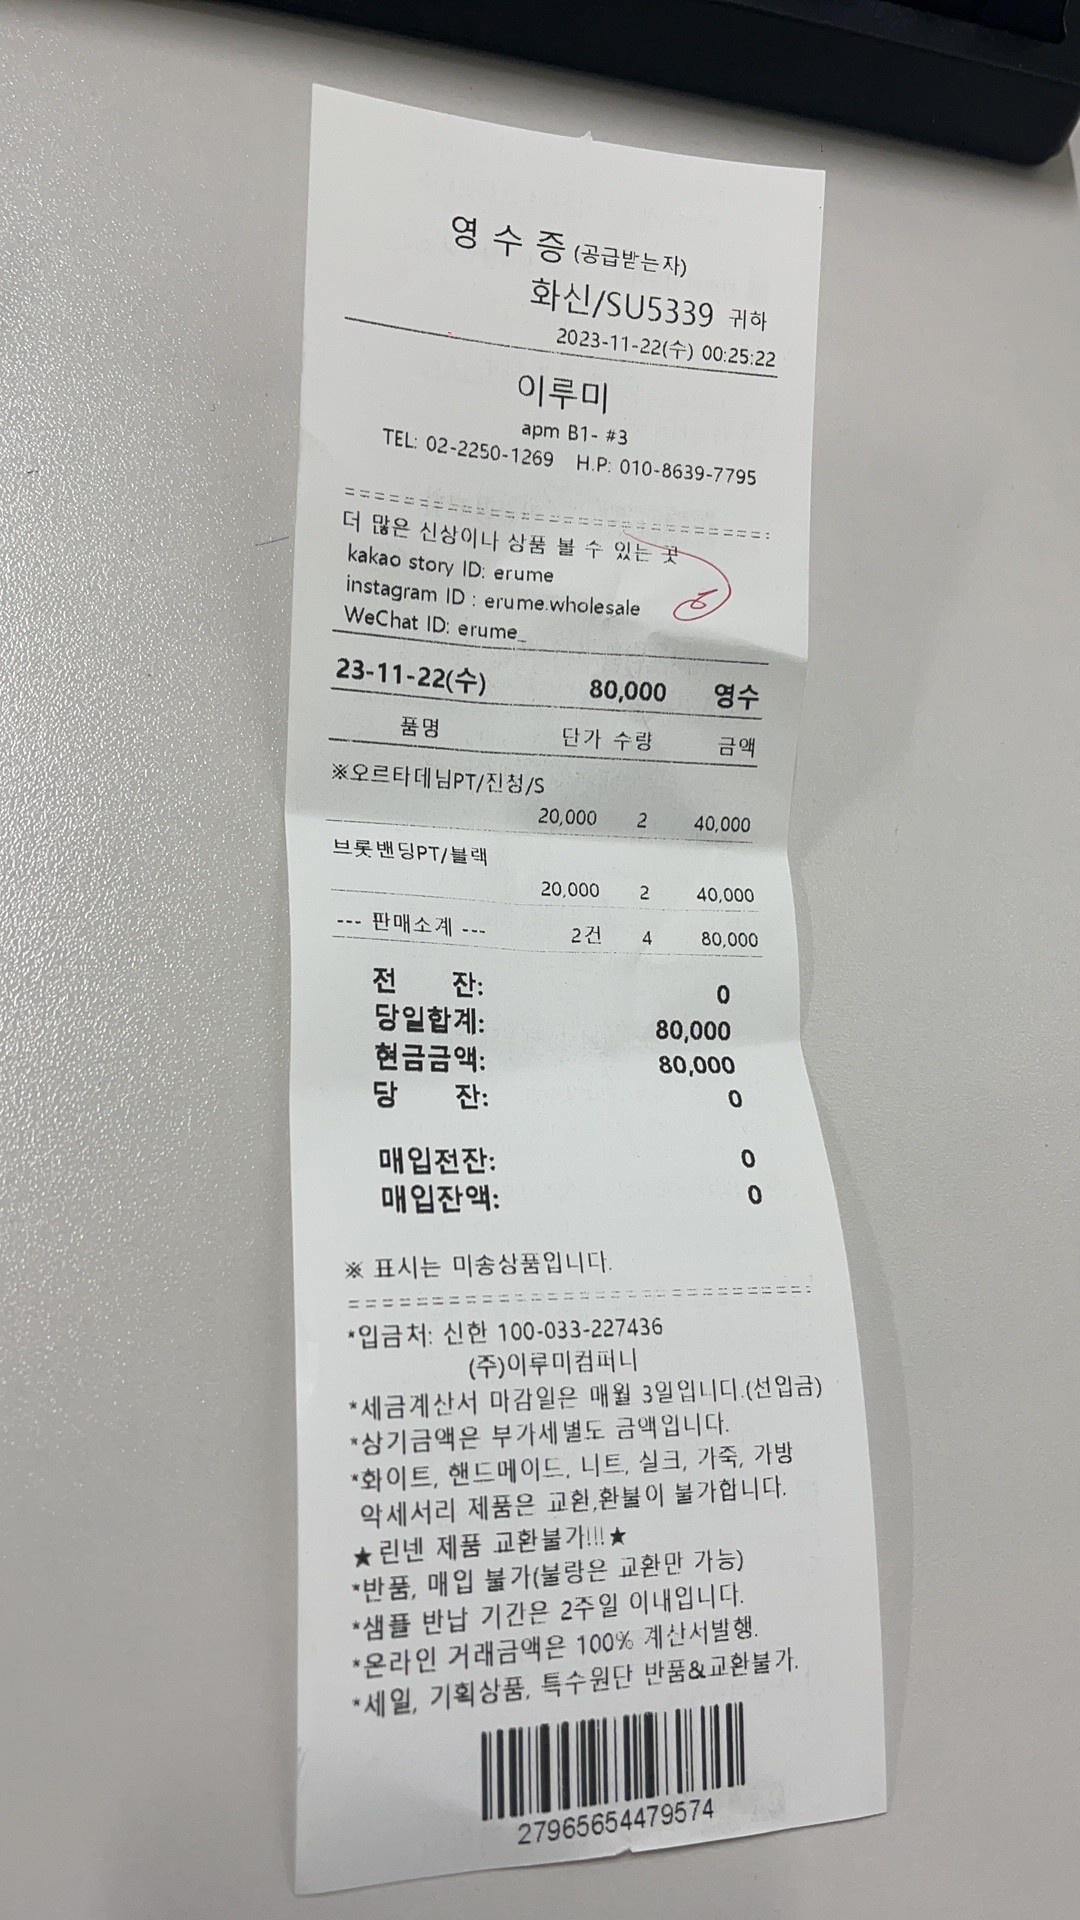 영 수 증 (공급받는자)
화신/SU5339 귀하
2023-11-22(수) 00:25:22
이루미
apm B1- #3
TEL: 02-2250-1269 H.P: 010-8639-7795
더 많은 신상이나 상품 볼 수 있는 곳
kakao story ID: erume
instagram ID : erume.wholesale
WeChat ID: erume_
23-11-22(수) 80,000 영수
품명 단가 수량 금액
※오르타데님PT/진청/S
20,000 2 40,000
브롯밴딩PT/블랙
20,000 2 40,000
--- 판매소계 --- 2건 4 80,000
전 잔: 0
당일합계: 80,000
현금금액: 80,000
당 잔: 0
매입전잔: 0
매입잔액: 0
※ 표시는 미송상품입니다.
*입금처: 신한 100-033-227436
(주)이루미컴퍼니
*세금계산서 마감일은 매월 3일입니디.(선입금)
*상기금액은 부가세별도 금액입니다.
*화이트, 핸드메이드, 니트, 실크, 가죽, 가방
악세서리 제품은 교환,환불이 불가합니다.
★린넨 제품 교환불가!!!★
*반품, 매입 불가(불량은 교환만 가능)
*샘플 반납 기간은 2주일 이내입니다.
*온라인 거래금액은 100% 계산서발행.
*세일, 기획상품, 특수원단 반품&교환불가.
27965654479574